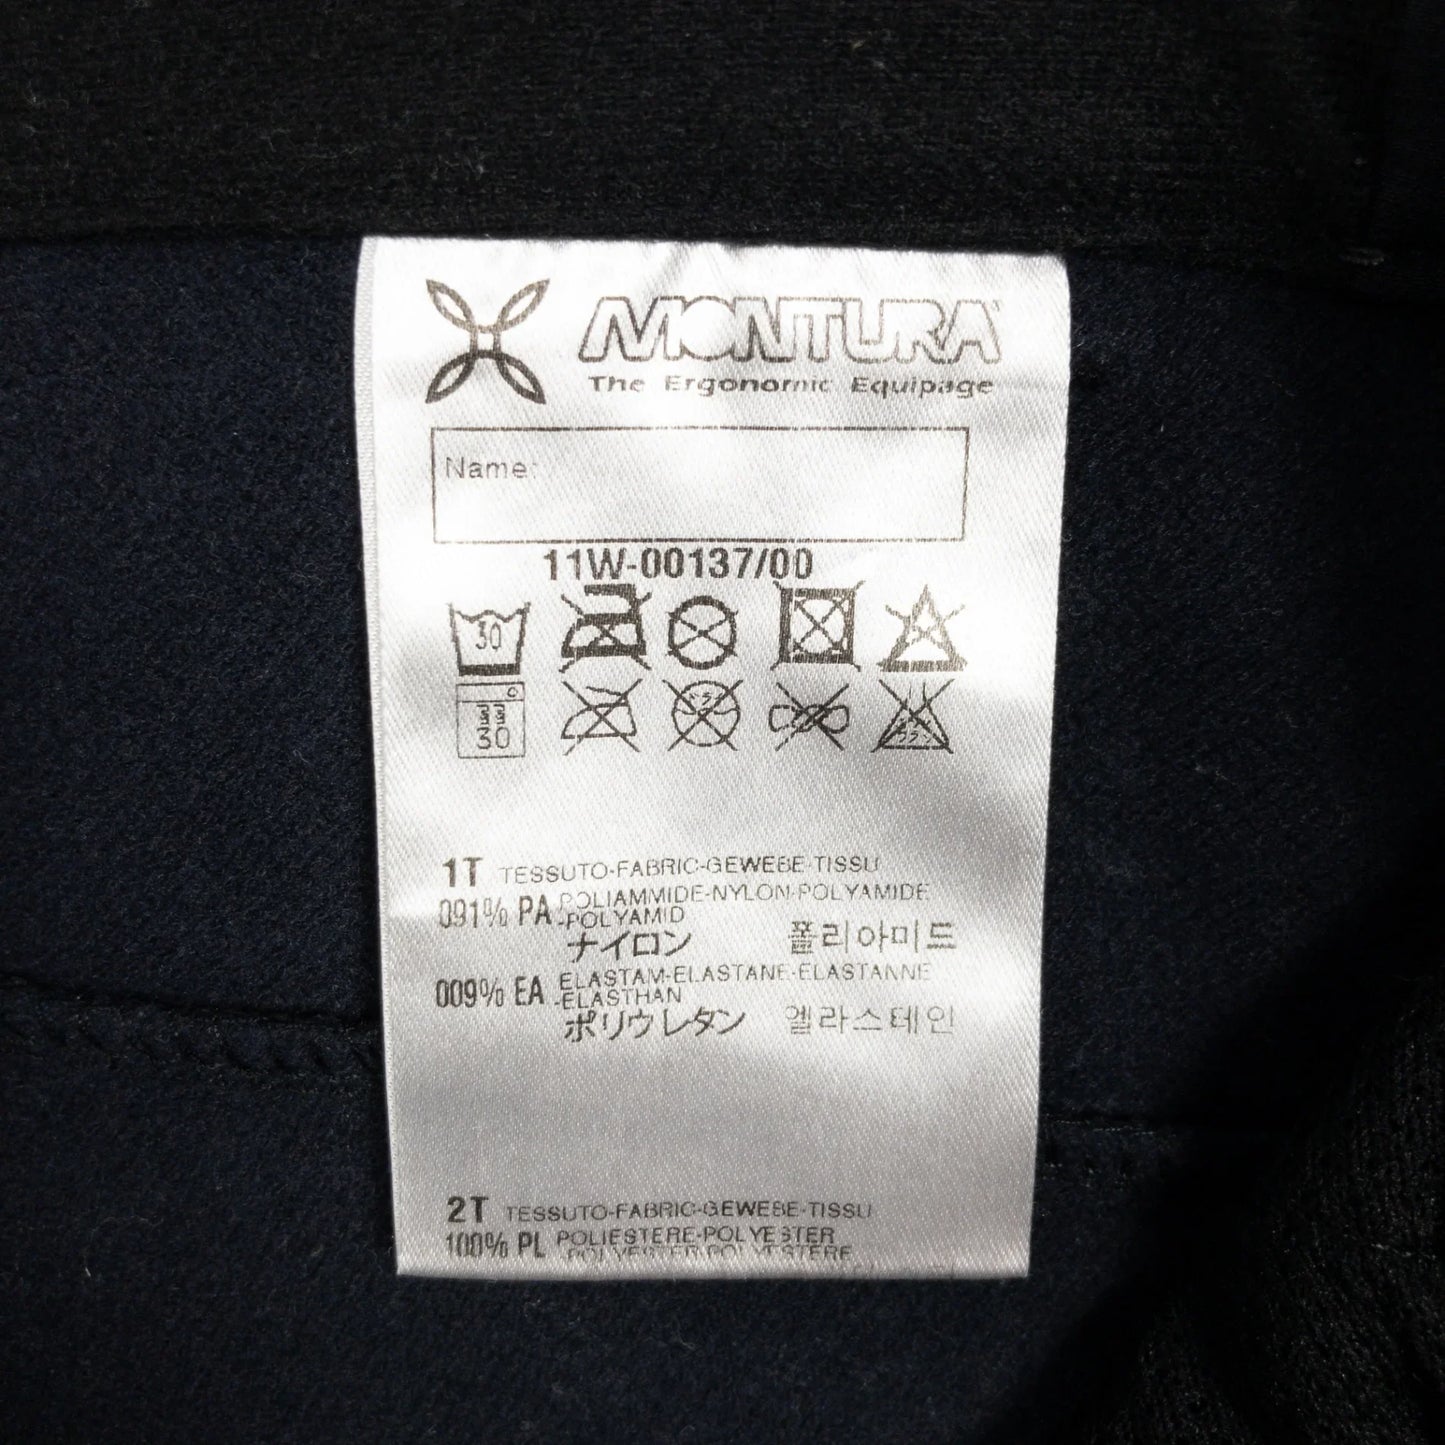 MONTURA
The Ergonomic Equipage
Name:
11W-00137/00
30
30
1T TESSUTO-FABRIC-GEWEBE-TISSU
091% PA POLIAMMIDE-NYLON-POLYAMIDE
-POLYAMID
ナイロン 폴리아미드
009% EA ELASTAM-ELASTANE-ELASTANNE
-ELASTHAN
ポリウレタン 엘라스테인
2T TESSUTO-FABRIC-GEWEBE-TISSU
100% PL POLIESTERE-POLYESTER
-POLYESTER-POLYESTERE